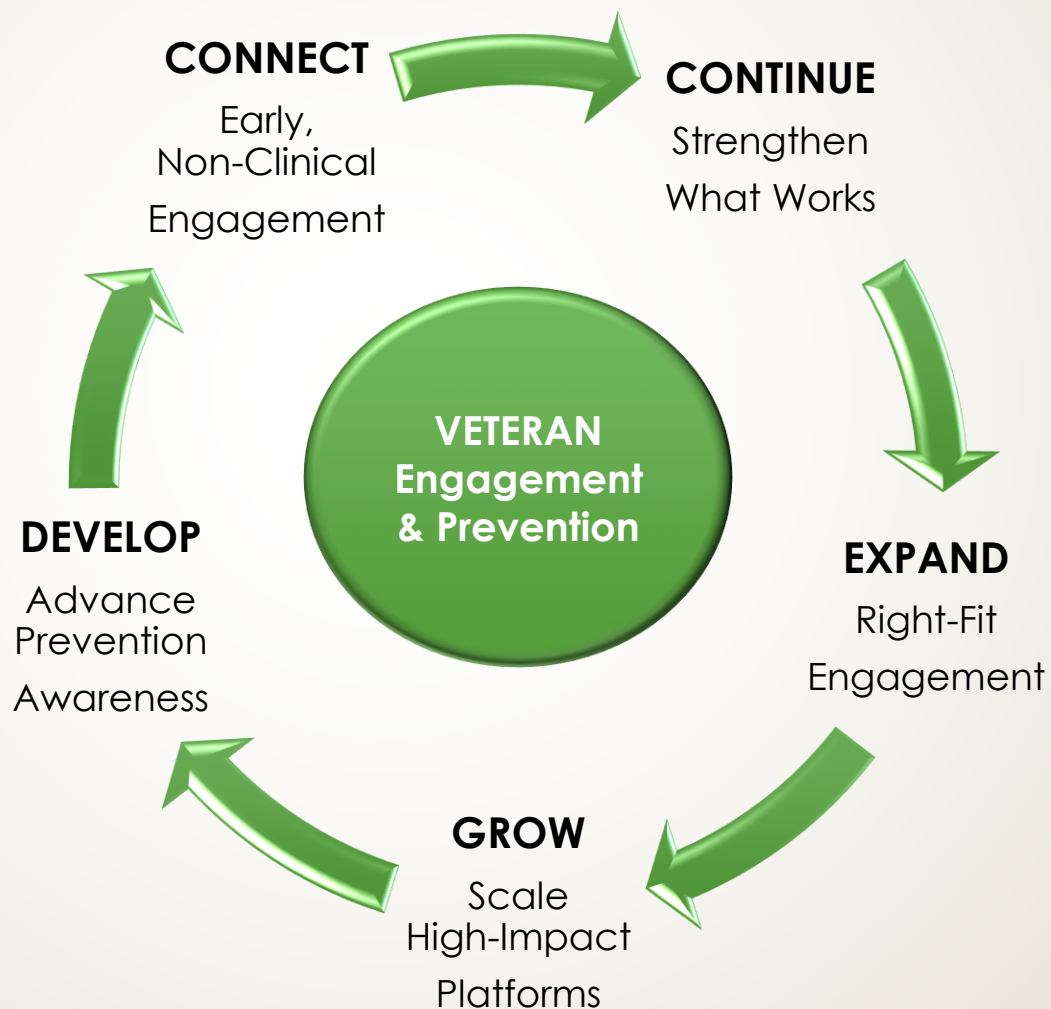 CONNECT
Early,
Non-Clinical
Engagement
CONTINUE
Strengthen
What Works
EXPAND
Right-Fit
Engagement
GROW
Scale
High-Impact
Platforms
DEVELOP
Advance
Prevention
Awareness
VETERAN
Engagement
& Prevention